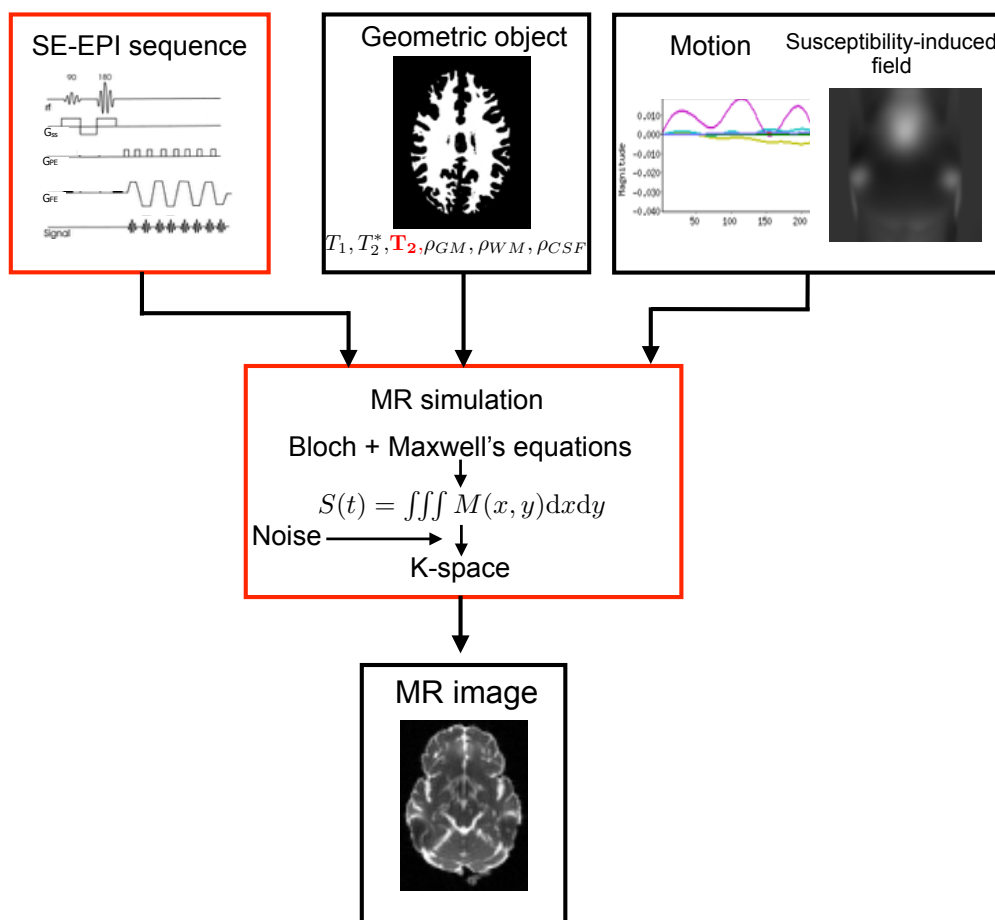 SE-EPI sequence
90 180
rf
Gss
GPE
GFE
Signal
Geometric object
T₁, T₂*, T₂, ρGM, ρWM, ρCSF
Motion
Susceptibility-induced
field
Magnitude
0.010
0.000
-0.010
-0.020
-0.030
-0.040
50 100 150 200
MR simulation
Bloch + Maxwell's equations
S(t) = ∫∫∫ M(x, y)dxdy
Noise
K-space
MR image